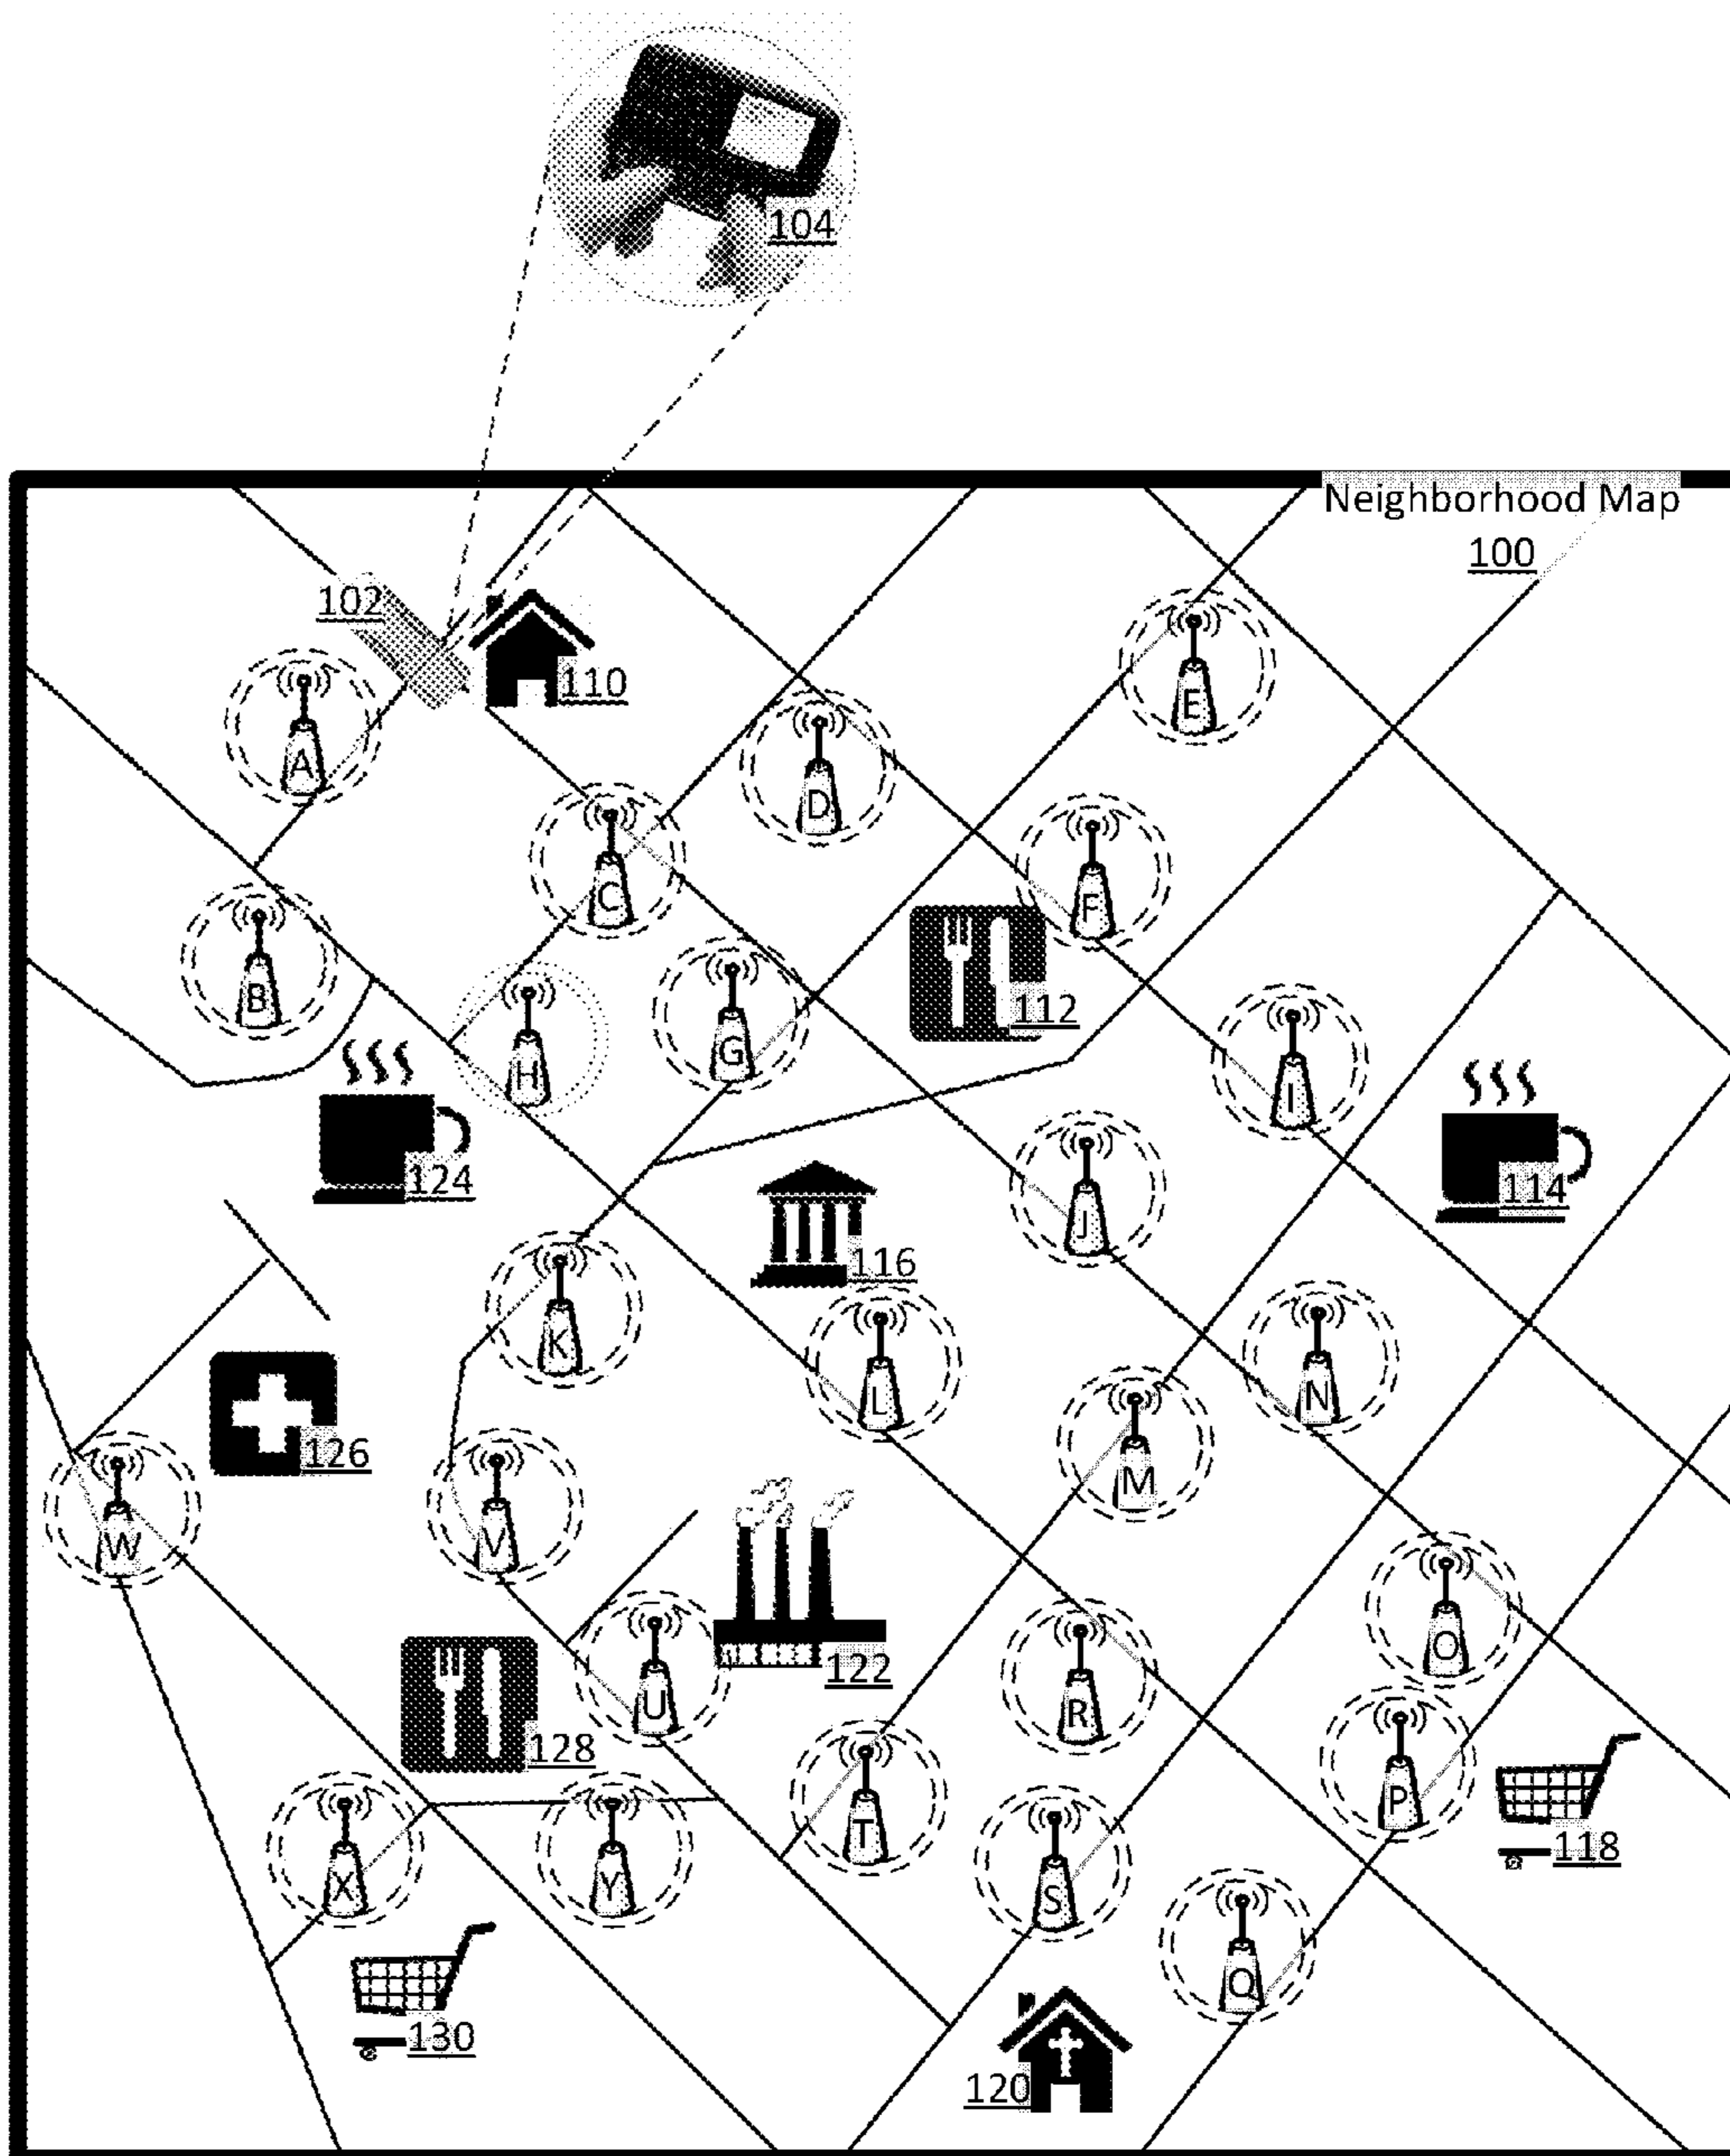 104
Neighborhood Map
100
102
110
A
E
D
C
F
B
112
H
G
I
124
114
J
116
K
L
N
126
M
W
V
O
122
U
R
128
P
T
118
X
Y
S
Q
130
120